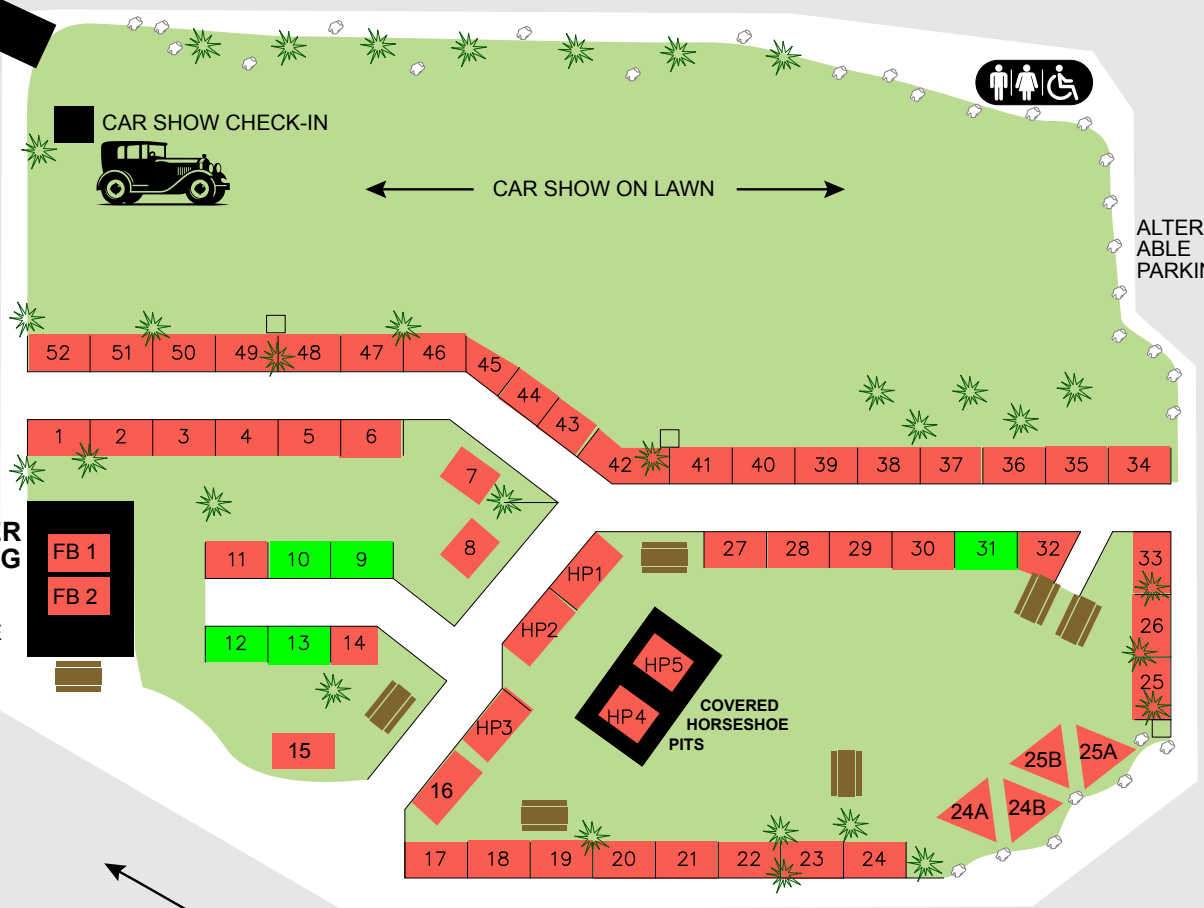 CAR SHOW CHECK-IN
CAR SHOW ON LAWN
ALTER
ABLE
PARKIN
52 51 50 49 48 47 46 45 44 43 42 41 40 39 38 37 36 35 34
1 2 3 4 5 6 7
8
ER
G
E
FB 1
FB 2
11 10 9
12 13 14
15
HP1
HP2
HP3
16
HP5
HP4
COVERED
HORSESHOE
PITS
27 28 29 30 31 32 33
26
25
25B 25A
24A 24B
17 18 19 20 21 22 23 24